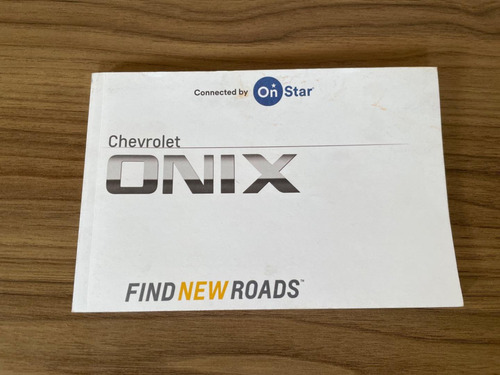 Connected by OnStar
Chevrolet
ONIX
FIND NEW ROADS™